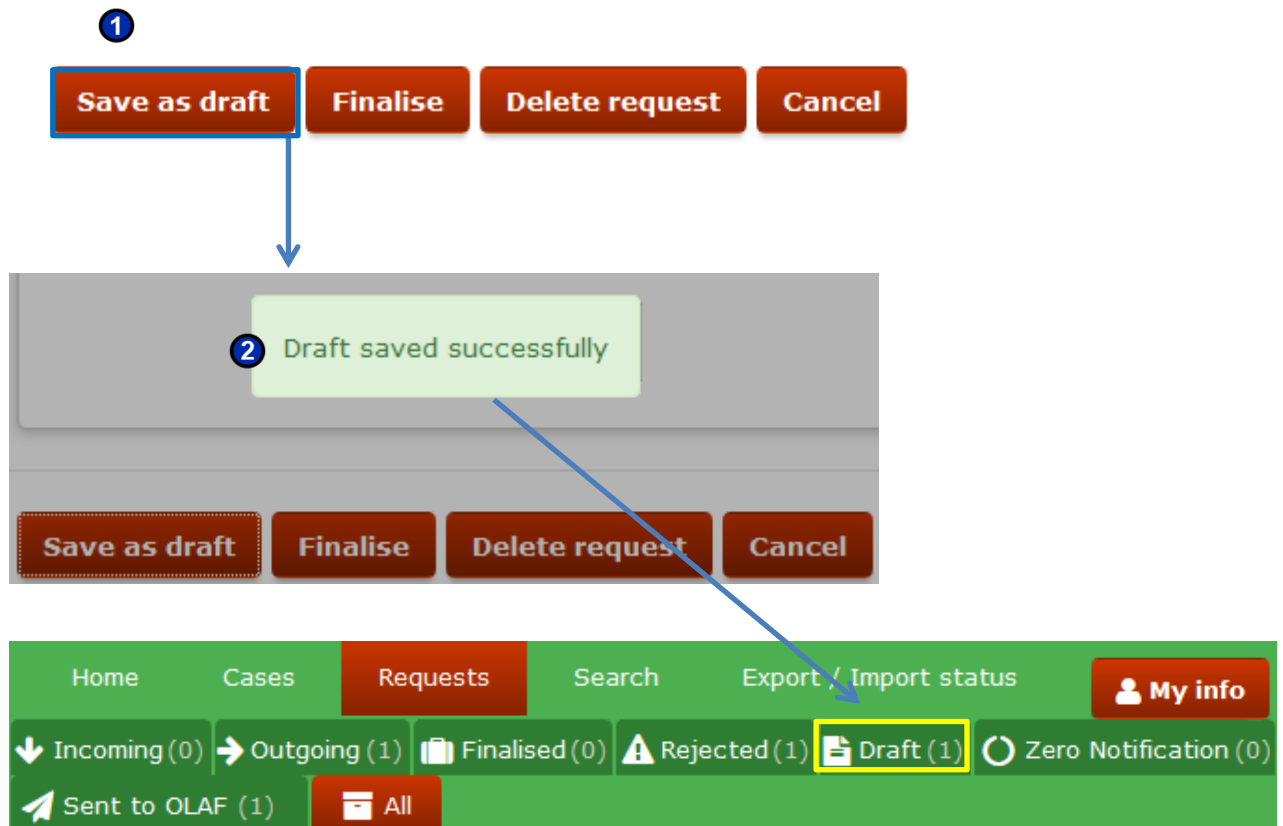 1
Save as draft Finalise Delete request Cancel
2 Draft saved successfully
Save as draft Finalise Delete request Cancel
Home Cases Requests Search Export / Import status My info
Incoming (0) Outgoing (1) Finalised (0) Rejected (1) Draft (1) Zero Notification (0)
Sent to OLAF (1) All